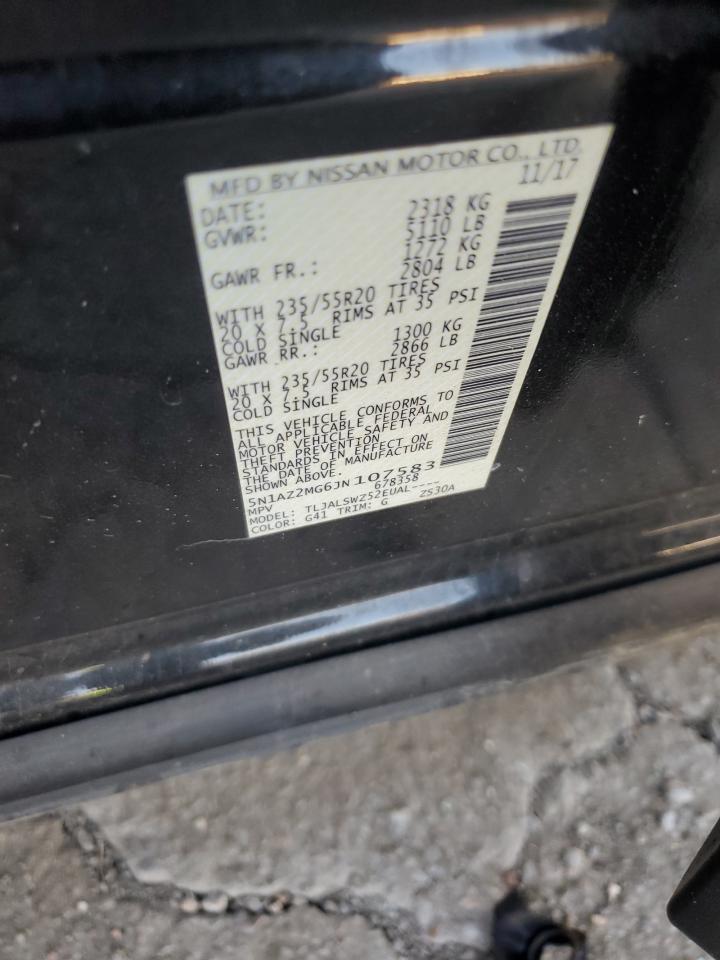 MFD BY NISSAN MOTOR CO., LTD.
DATE: 11/17
GVWR: 2318 KG
5110 LB
GAWR FR.: 1272 KG
2804 LB
WITH 235/55R20 TIRES
20 X 7.5 RIMS AT 35 PSI
COLD SINGLE
GAWR RR.: 1300 KG
2866 LB
WITH 235/55R20 TIRES
20 X 7.5 RIMS AT 35 PSI
COLD SINGLE
THIS VEHICLE CONFORMS TO
ALL APPLICABLE FEDERAL
MOTOR VEHICLE SAFETY AND
THEFT PREVENTION
STANDARDS IN EFFECT ON
THE DATE OF MANUFACTURE
SHOWN ABOVE.
5N1AZ2MG6JN107583
MPV 678358
MODEL: TLJALSWZ52EUAL----
COLOR: G41 TRIM: G ZS30A